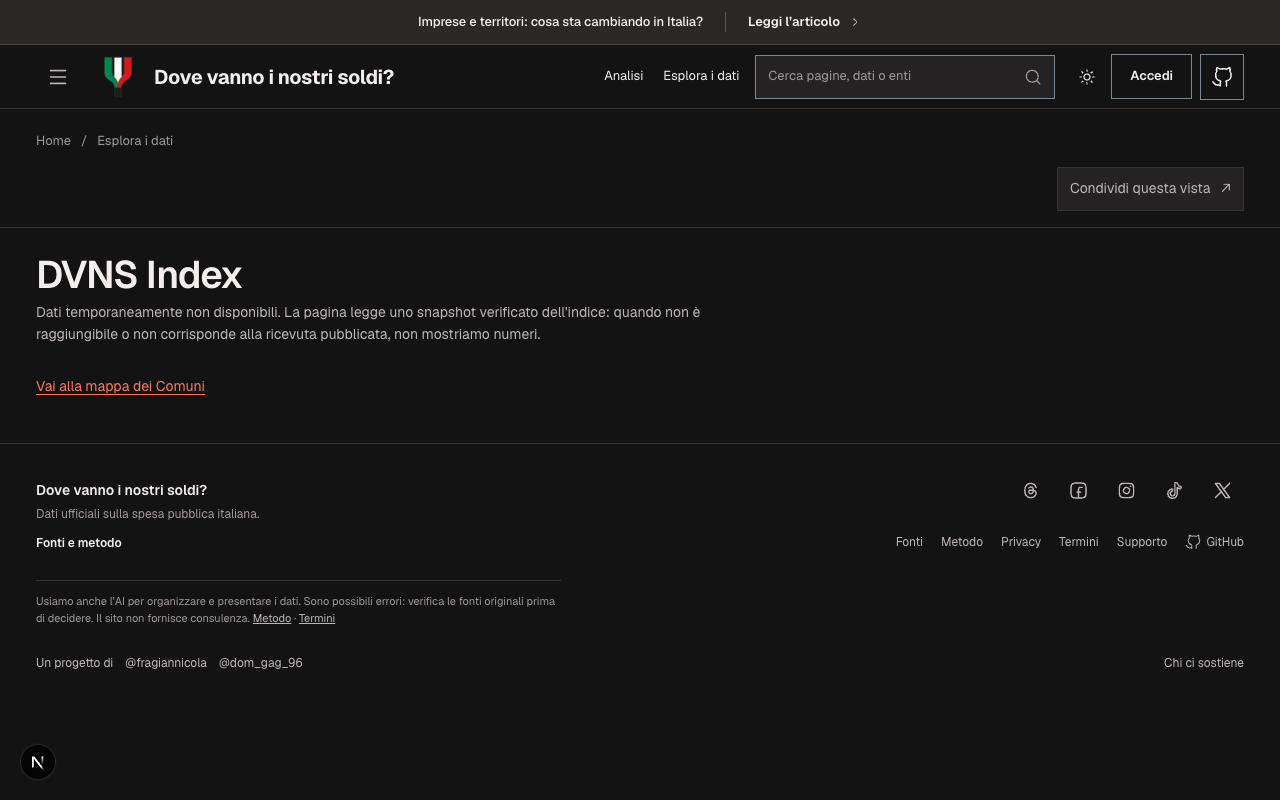 Imprese e territori: cosa sta cambiando in Italia?
Leggi l'articolo
Dove vanno i nostri soldi?
Analisi
Esplora i dati
Cerca pagine, dati o enti
Accedi
Home / Esplora i dati
Condividi questa vista
DVNS Index
Dati temporaneamente non disponibili. La pagina legge uno snapshot verificato dell'indice: quando non è
raggiungibile o non corrisponde alla ricevuta pubblicata, non mostriamo numeri.
Vai alla mappa dei Comuni
Dove vanno i nostri soldi?
Dati ufficiali sulla spesa pubblica italiana.
Fonti e metodo
Fonti
Metodo
Privacy
Termini
Supporto
GitHub
Usiamo anche l'AI per organizzare e presentare i dati. Sono possibili errori: verifica le fonti originali prima
di decidere. Il sito non fornisce consulenza. Metodo · Termini
Un progetto di @fragiannicola @dom_gag_96
Chi ci sostiene
N